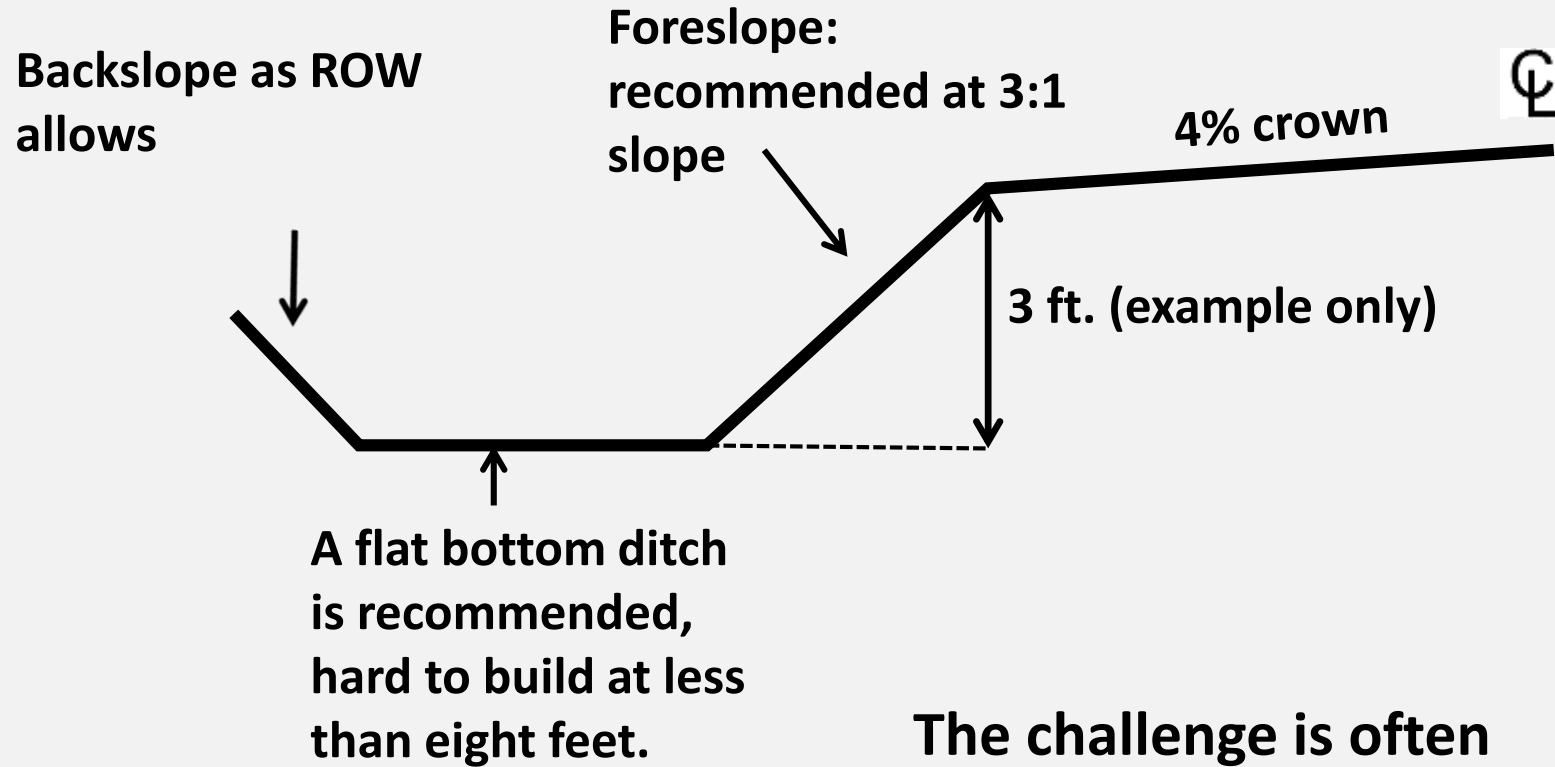 Backslope as ROW
allows
Foreslope:
recommended at 3:1
slope
4% crown
℄
3 ft. (example only)
A flat bottom ditch
is recommended,
hard to build at less
than eight feet.
The challenge is often